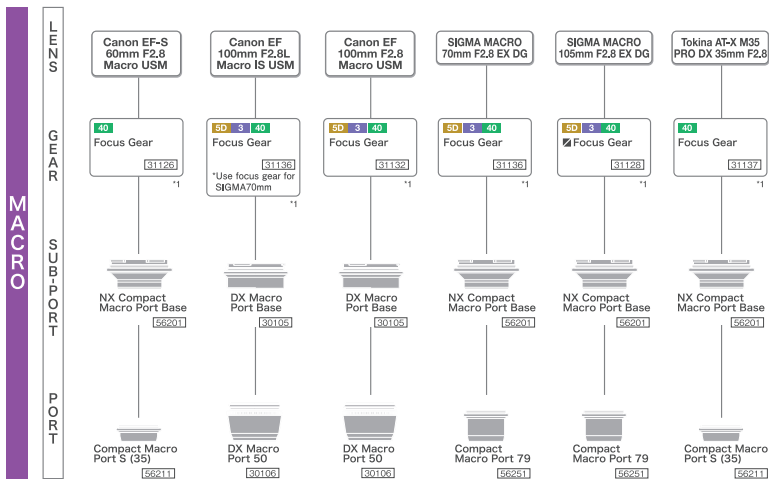 MACRO
LENS
Canon EF-S
60mm F2.8
Macro USM
Canon EF
100mm F2.8L
Macro IS USM
Canon EF
100mm F2.8
Macro USM
SIGMA MACRO
70mm F2.8 EX DG
SIGMA MACRO
105mm F2.8 EX DG
Tokina AT-X M35
PRO DX 35mm F2.8
GEAR
40
Focus Gear
31126
*1
5D 3 40
Focus Gear
31136
*Use focus gear for
SIGMA70mm
*1
5D 3 40
Focus Gear
31132
*1
5D 3 40
Focus Gear
31136
*1
5D 3 40
Focus Gear
31128
*1
40
Focus Gear
31137
*1
SUB-PORT
NX Compact
Macro Port Base
56201
DX Macro
Port Base
30105
DX Macro
Port Base
30105
NX Compact
Macro Port Base
56201
NX Compact
Macro Port Base
56201
NX Compact
Macro Port Base
56201
PORT
Compact Macro
Port S (35)
56211
DX Macro
Port 50
30106
DX Macro
Port 50
30106
Compact
Macro Port 79
56251
Compact
Macro Port 79
56251
Compact Macro
Port S (35)
56211